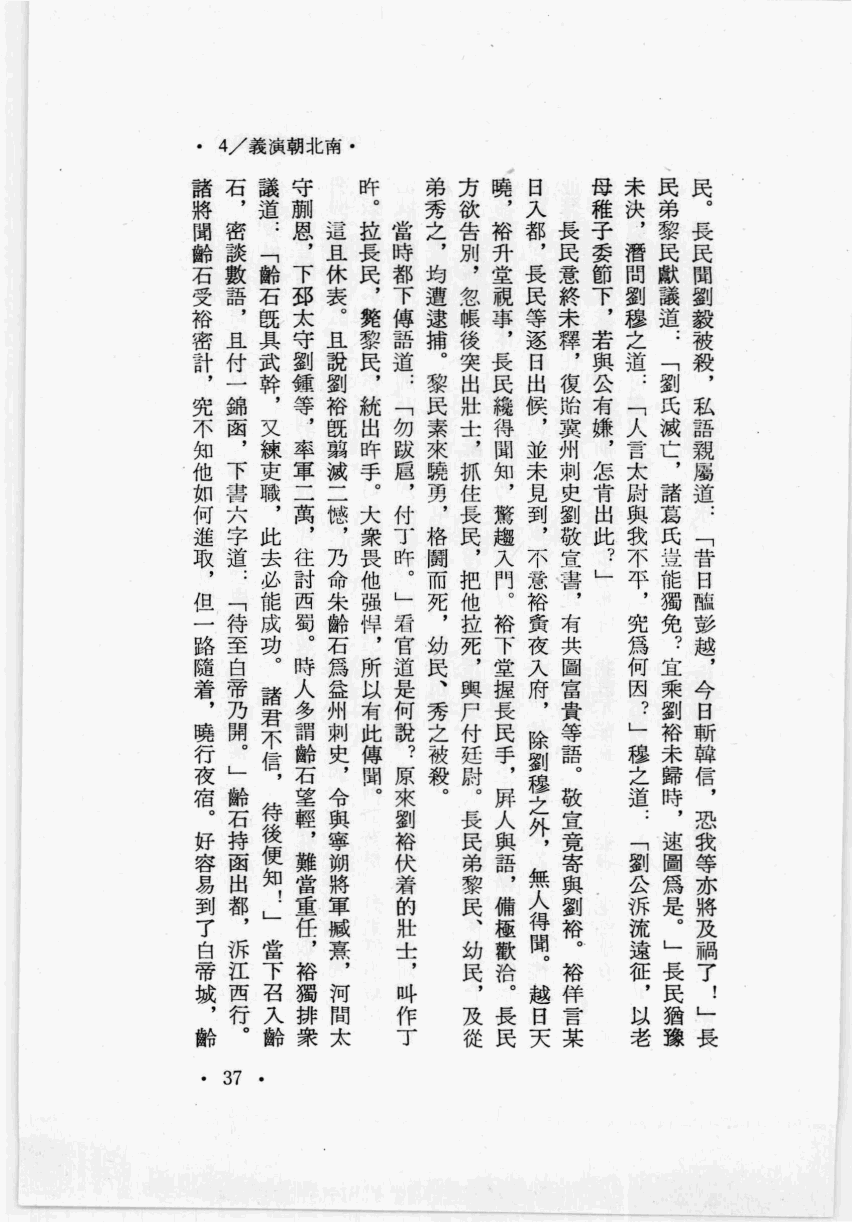 ·4／義演朝北南·
民。長民聞劉毅被殺，私語親屬道：「昔日醢彭越，今日斬韓信，恐我等亦將及禍了！」長
民弟黎民獻議道：「劉氏滅亡，諸葛氏豈能獨免？宜乘劉裕未歸時，速圖爲是。」長民猶豫
未決，潛問劉穆之道：「人言太尉與我不平，究爲何因？」穆之道：「劉公泝流遠征，以老
母稚子委節下，若與公有嫌，怎肯出此？」
長民意終未釋，復貽冀州刺史劉敬宣書，有共圖富貴等語。敬宣竟寄與劉裕。裕佯言某
日入都，長民等逐日出候，並未見到，不意裕夤夜入府，除劉穆之外，無人得聞。越日天
曉，裕升堂視事，長民纔得聞知，驚趨入門。裕下堂握長民手，屛人與語，備極歡洽。長民
方欲告別，忽帳後突出壯士，抓住長民，把他拉死，輿尸付廷尉。長民弟黎民、幼民，及從
弟秀之，均遭逮捕。黎民素來驍勇，格鬭而死，幼民、秀之被殺。
當時都下傳語道：「勿跋扈，付丁旿。」看官道是何說？原來劉裕伏着的壯士，叫作丁
旿。拉長民，斃黎民，統出旿手。大衆畏他强悍，所以有此傳聞。
這且休表。且說劉裕旣翦滅二憾，乃命朱齡石爲益州刺史，令與寧朔將軍臧熹，河間太
守蒯恩，下邳太守劉鍾等，率軍二萬，往討西蜀。時人多謂齡石望輕，難當重任，裕獨排衆
議道：「齡石旣具武幹，又練吏職，此去必能成功。諸君不信，待後便知！」當下召入齡
石，密談數語，且付一錦函，下書六字道：「待至白帝乃開。」齡石持函出都，泝江西行。
諸將聞齡石受裕密計，究不知他如何進取，但一路隨着，曉行夜宿。好容易到了白帝城，齡
·37·